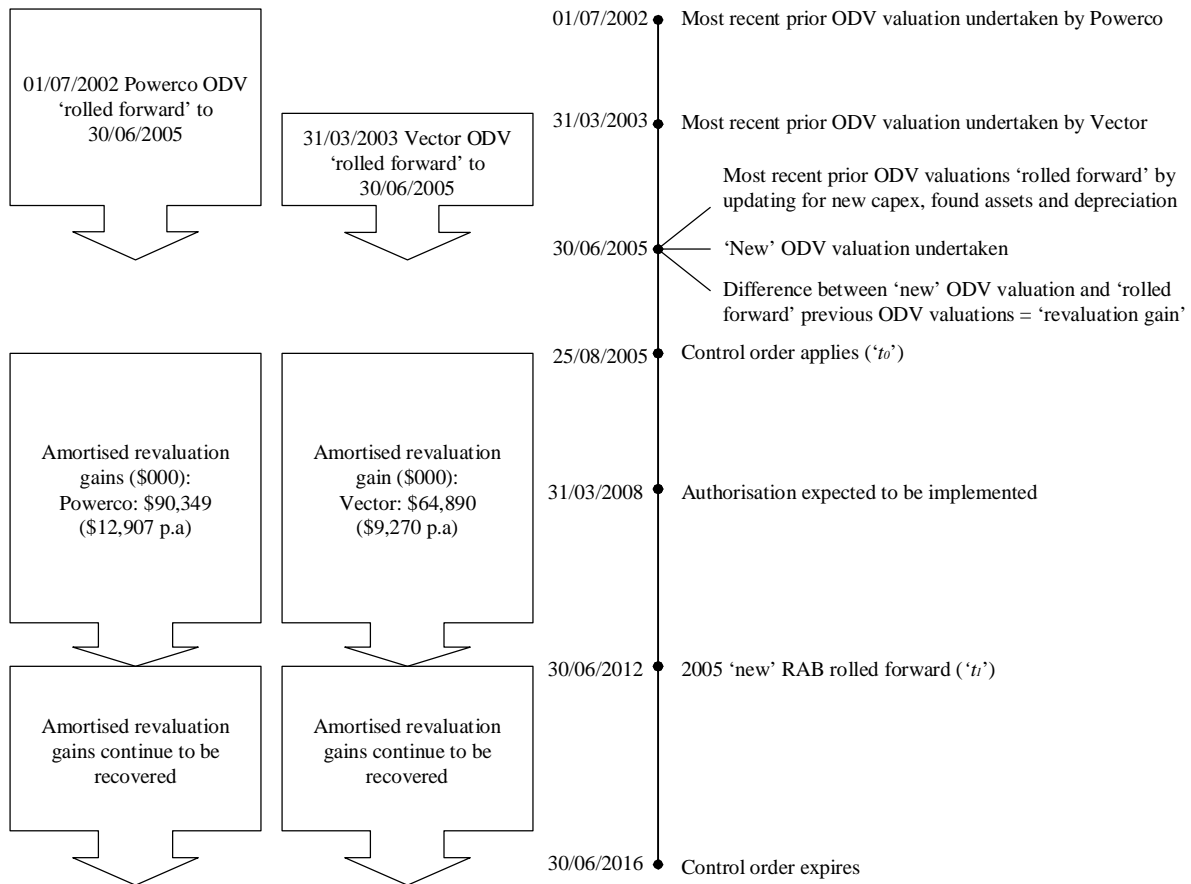 01/07/2002 Powerco ODV
‘rolled forward’ to
30/06/2005
31/03/2003 Vector ODV
‘rolled forward’ to
30/06/2005
Amortised revaluation
gains ($000):
Powerco: $90,349
($12,907 p.a)
Amortised revaluation
gain ($000):
Vector: $64,890
($9,270 p.a)
Amortised revaluation
gains continue to be
recovered
Amortised revaluation
gains continue to be
recovered
01/07/2002 Most recent prior ODV valuation undertaken by Powerco
31/03/2003 Most recent prior ODV valuation undertaken by Vector
Most recent prior ODV valuations ‘rolled forward’ by
updating for new capex, found assets and depreciation
30/06/2005 ‘New’ ODV valuation undertaken
Difference between ‘new’ ODV valuation and ‘rolled
forward’ previous ODV valuations = ‘revaluation gain’
25/08/2005 Control order applies (‘t0’)
31/03/2008 Authorisation expected to be implemented
30/06/2012 2005 ‘new’ RAB rolled forward (‘t1’)
30/06/2016 Control order expires